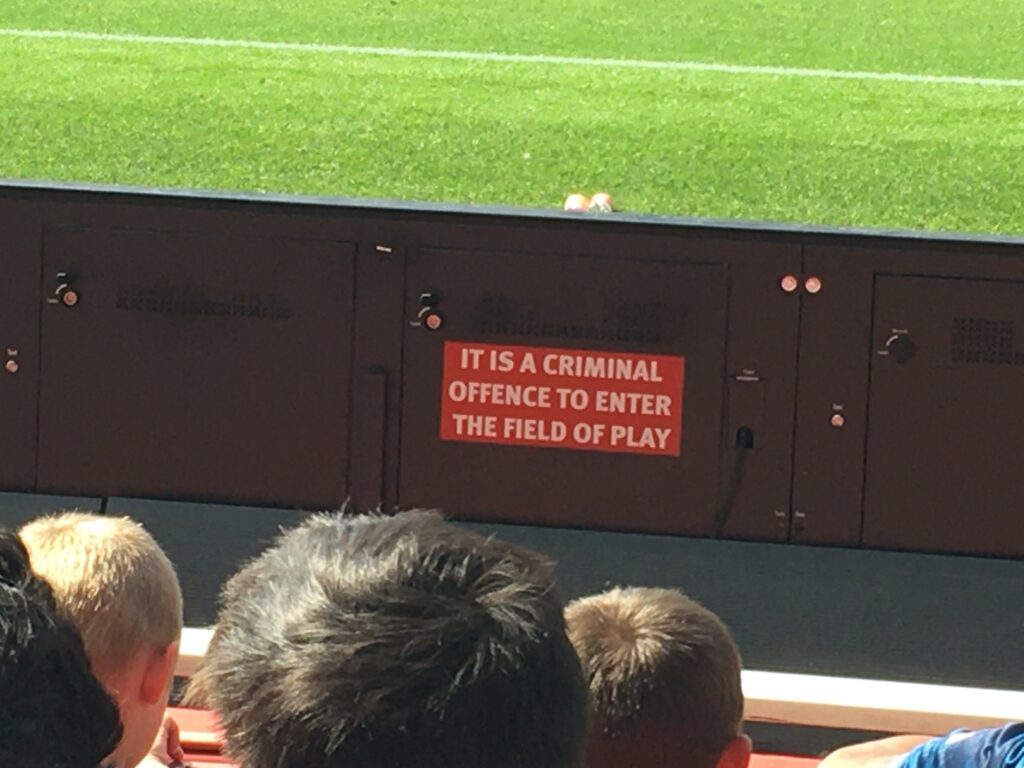 IT IS A CRIMINAL
OFFENCE TO ENTER
THE FIELD OF PLAY